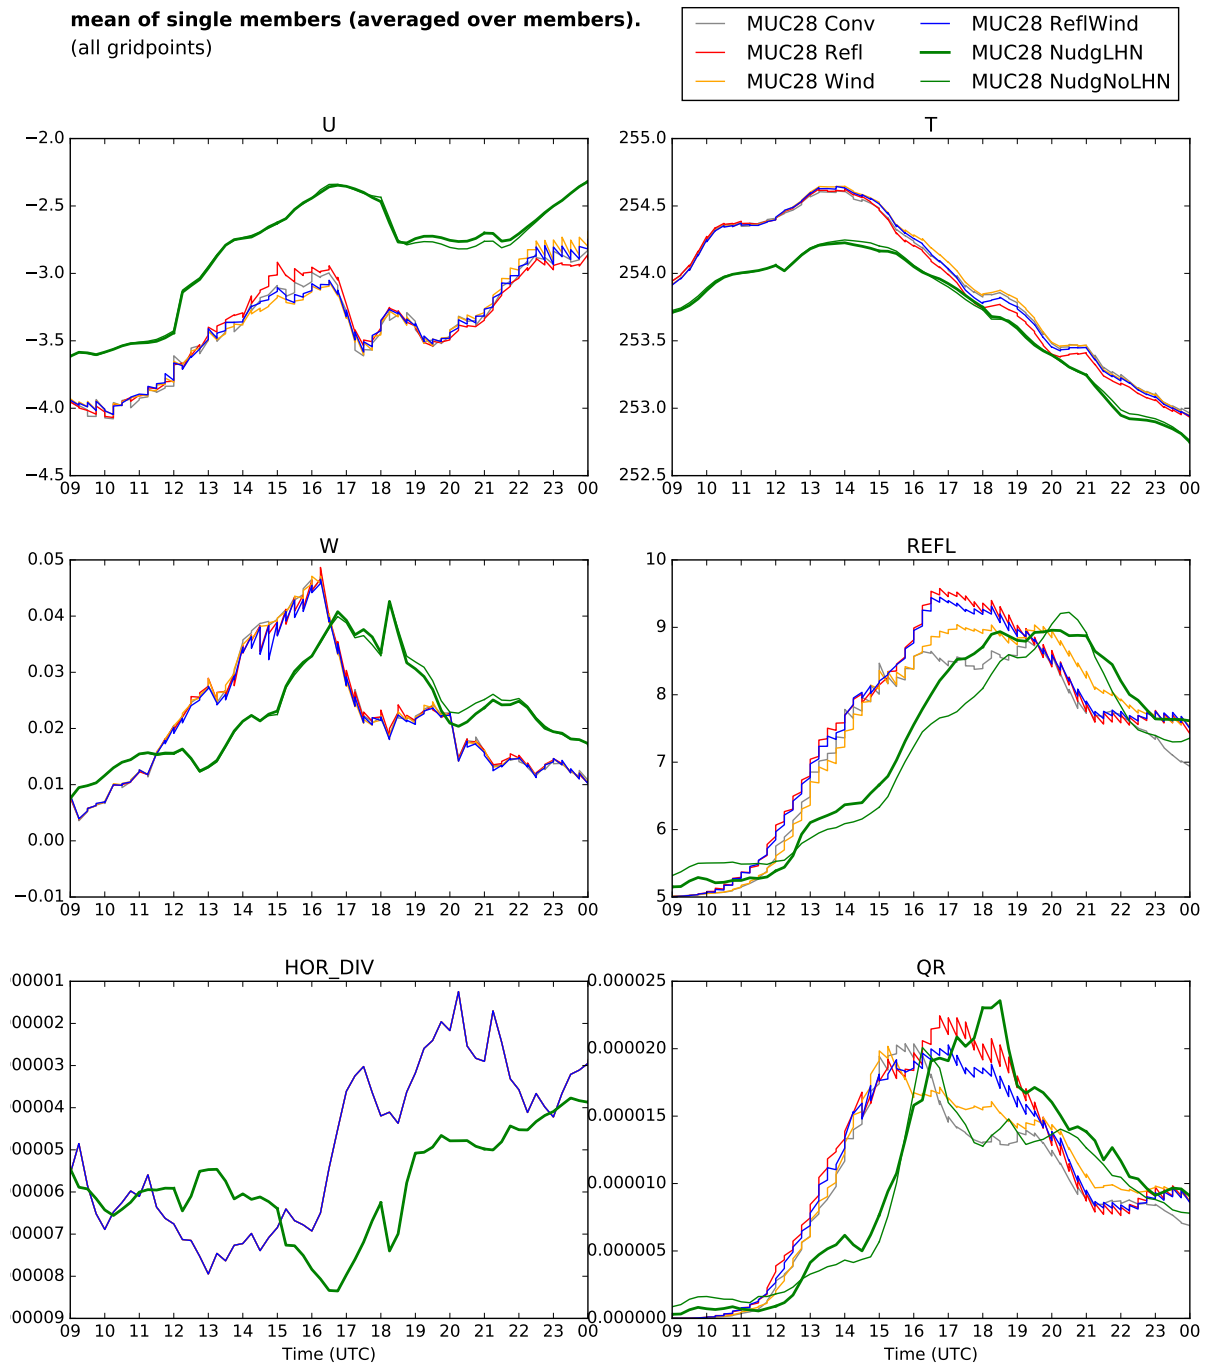 mean of single members (averaged over members).
(all gridpoints)
MUC28 Conv
MUC28 Refl
MUC28 Wind
MUC28 ReflWind
MUC28 NudgLHN
MUC28 NudgNoLHN
U
−2.0
−2.5
−3.0
−3.5
−4.0
−4.5
09 10 11 12 13 14 15 16 17 18 19 20 21 22 23 00
T
255.0
254.5
254.0
253.5
253.0
252.5
09 10 11 12 13 14 15 16 17 18 19 20 21 22 23 00
W
0.05
0.04
0.03
0.02
0.01
0.00
−0.01
09 10 11 12 13 14 15 16 17 18 19 20 21 22 23 00
REFL
10
9
8
7
6
5
09 10 11 12 13 14 15 16 17 18 19 20 21 22 23 00
HOR_DIV
00001
00002
00003
00004
00005
00006
00007
00008
00009
09 10 11 12 13 14 15 16 17 18 19 20 21 22 23 00
Time (UTC)
QR
0.000025
0.000020
0.000015
0.000010
0.000005
0.000000
09 10 11 12 13 14 15 16 17 18 19 20 21 22 23 00
Time (UTC)